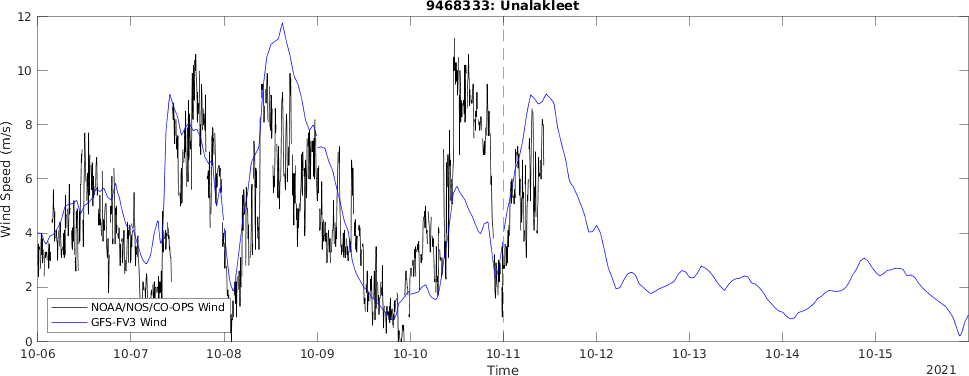 9468333: Unalakleet
12
10
8
6
4
2
0
Wind Speed (m/s)
NOAA/NOS/CO-OPS Wind
GFS-FV3 Wind
10-06 10-07 10-08 10-09 10-10 10-11 10-12 10-13 10-14 10-15
Time
2021